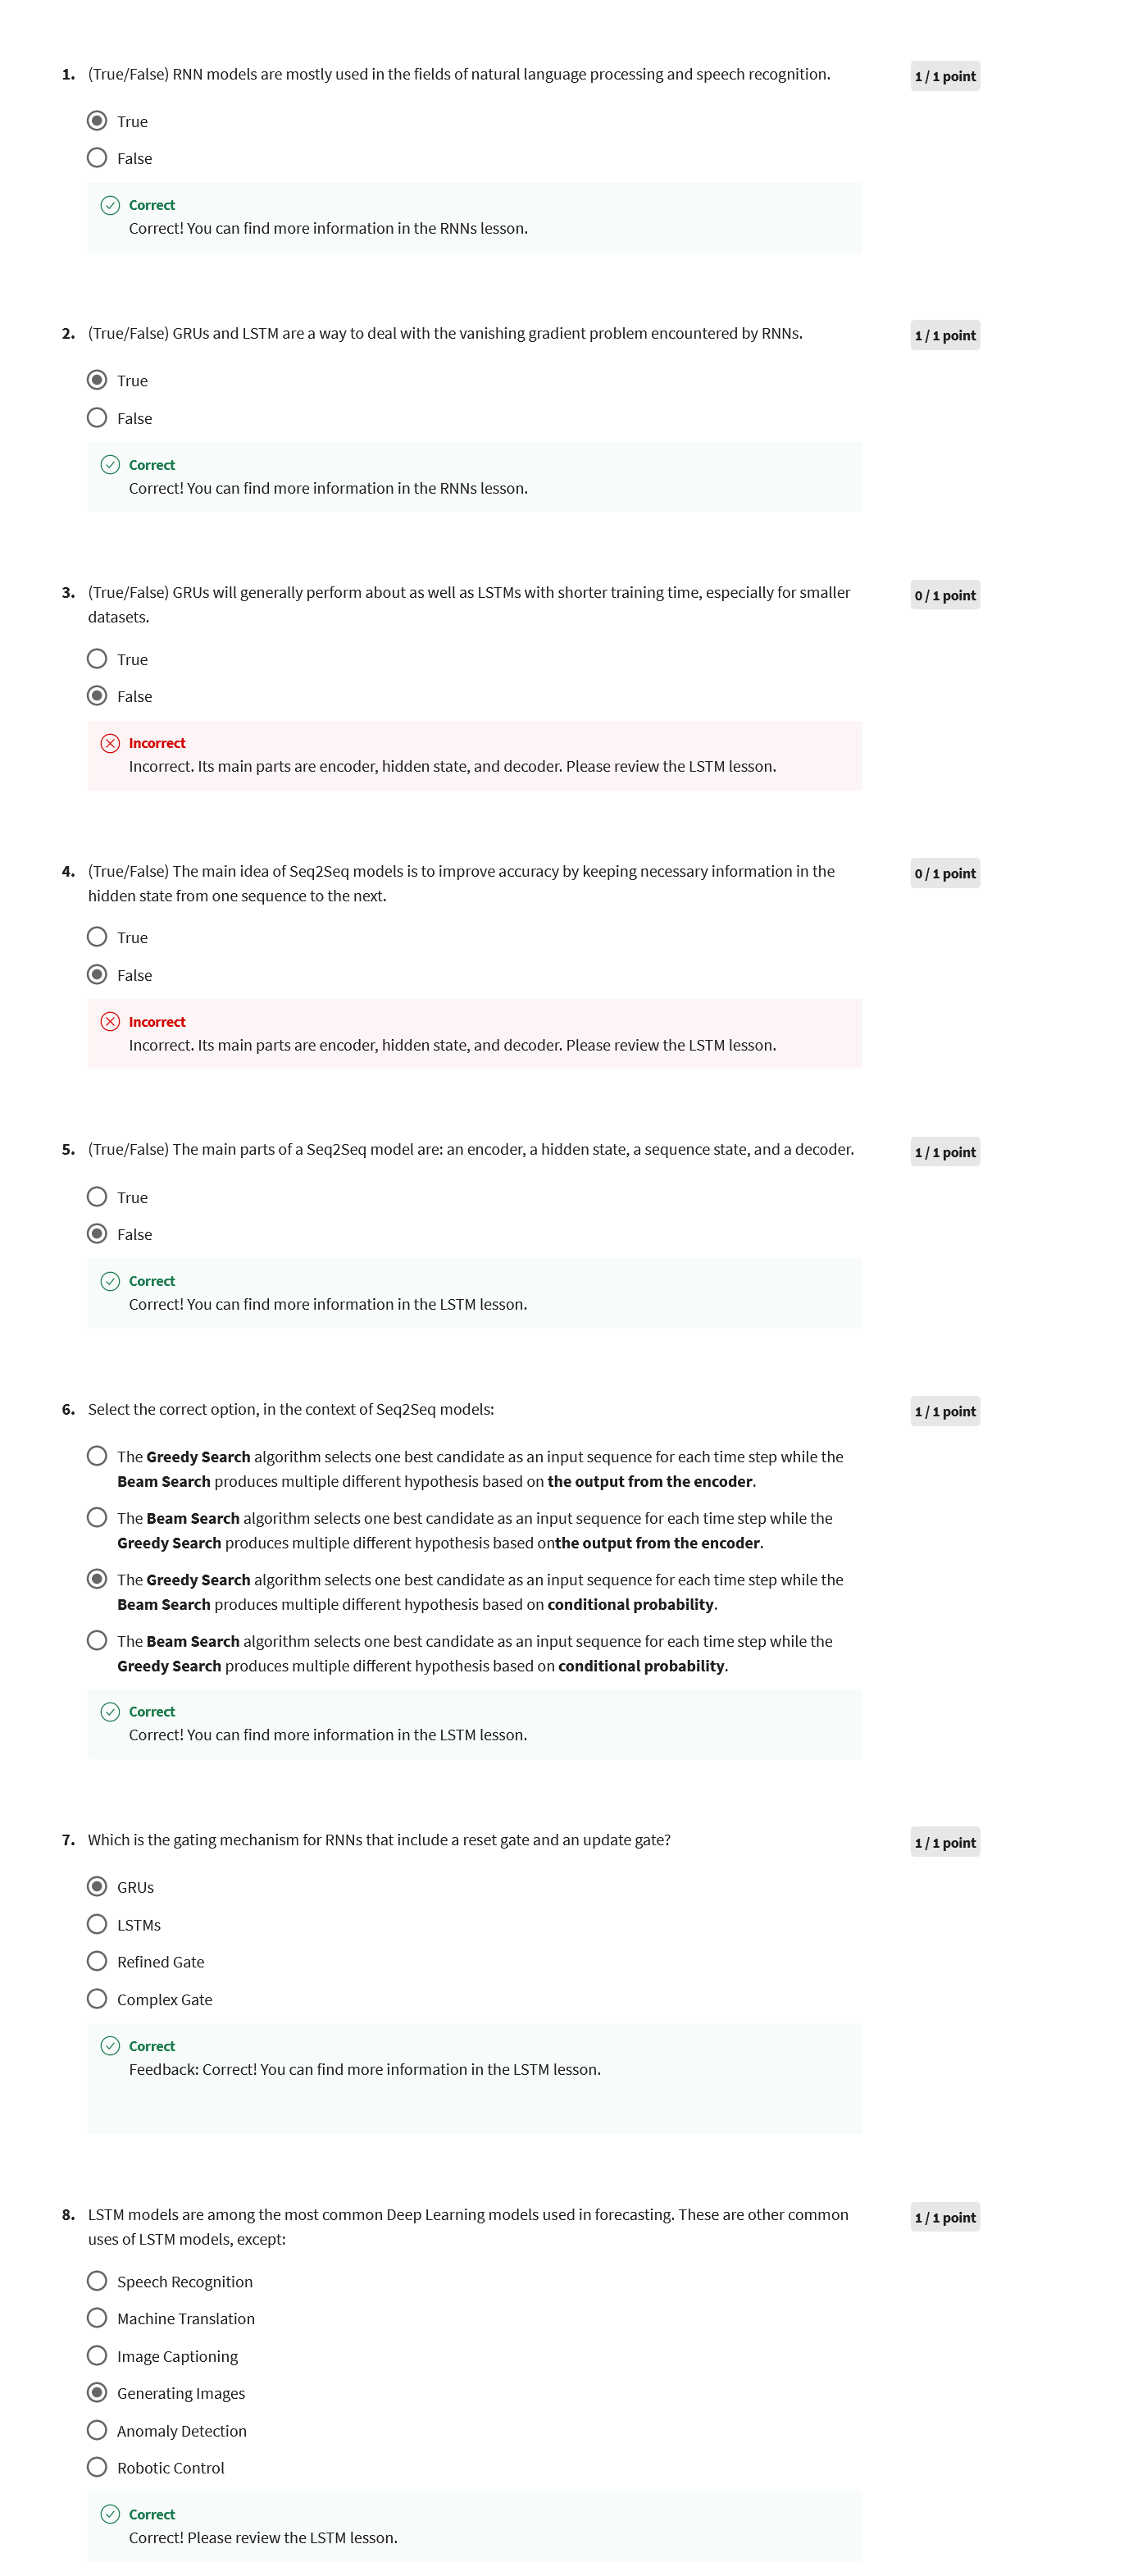 1. (True/False) RNN models are mostly used in the fields of natural language processing and speech recognition.
1 / 1 point
True
False
Correct
Correct! You can find more information in the RNNs lesson.
2. (True/False) GRUs and LSTM are a way to deal with the vanishing gradient problem encountered by RNNs.
1 / 1 point
True
False
Correct
Correct! You can find more information in the RNNs lesson.
3. (True/False) GRUs will generally perform about as well as LSTMs with shorter training time, especially for smaller
datasets.
0 / 1 point
True
False
Incorrect
Incorrect. Its main parts are encoder, hidden state, and decoder. Please review the LSTM lesson.
4. (True/False) The main idea of Seq2Seq models is to improve accuracy by keeping necessary information in the
hidden state from one sequence to the next.
0 / 1 point
True
False
Incorrect
Incorrect. Its main parts are encoder, hidden state, and decoder. Please review the LSTM lesson.
5. (True/False) The main parts of a Seq2Seq model are: an encoder, a hidden state, a sequence state, and a decoder.
1 / 1 point
True
False
Correct
Correct! You can find more information in the LSTM lesson.
6. Select the correct option, in the context of Seq2Seq models:
1 / 1 point
The Greedy Search algorithm selects one best candidate as an input sequence for each time step while the
Beam Search produces multiple different hypothesis based on the output from the encoder.
The Beam Search algorithm selects one best candidate as an input sequence for each time step while the
Greedy Search produces multiple different hypothesis based onthe output from the encoder.
The Greedy Search algorithm selects one best candidate as an input sequence for each time step while the
Beam Search produces multiple different hypothesis based on conditional probability.
The Beam Search algorithm selects one best candidate as an input sequence for each time step while the
Greedy Search produces multiple different hypothesis based on conditional probability.
Correct
Correct! You can find more information in the LSTM lesson.
7. Which is the gating mechanism for RNNs that include a reset gate and an update gate?
1 / 1 point
GRUs
LSTMs
Refined Gate
Complex Gate
Correct
Feedback: Correct! You can find more information in the LSTM lesson.
8. LSTM models are among the most common Deep Learning models used in forecasting. These are other common
uses of LSTM models, except:
1 / 1 point
Speech Recognition
Machine Translation
Image Captioning
Generating Images
Anomaly Detection
Robotic Control
Correct
Correct! Please review the LSTM lesson.